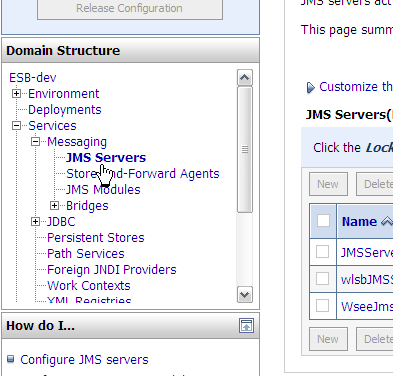 Release Configuration
Domain Structure
ESB-dev
Environment
Deployments
Services
Messaging
JMS Servers
Store-and-Forward Agents
JMS Modules
Bridges
JDBC
Persistent Stores
Path Services
Foreign JNDI Providers
Work Contexts
XML Registries
How do I...
Configure JMS servers
JMS servers act
This page summ
Customize th
JMS Servers(
Click the Lock
New Delete
Name
JMSServe
wlsbJMSS
WseeJms
New Delete